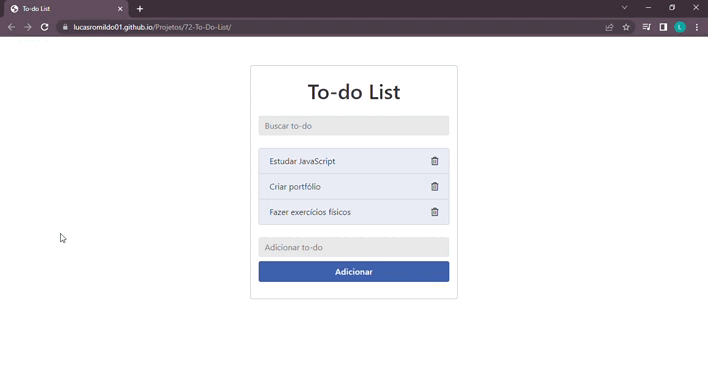 To-do List
lucasromildo01.github.io/Projetos/72-To-Do-List/
L
To-do List
Buscar to-do
Estudar JavaScript
Criar portfólio
Fazer exercícios físicos
Adicionar to-do
Adicionar